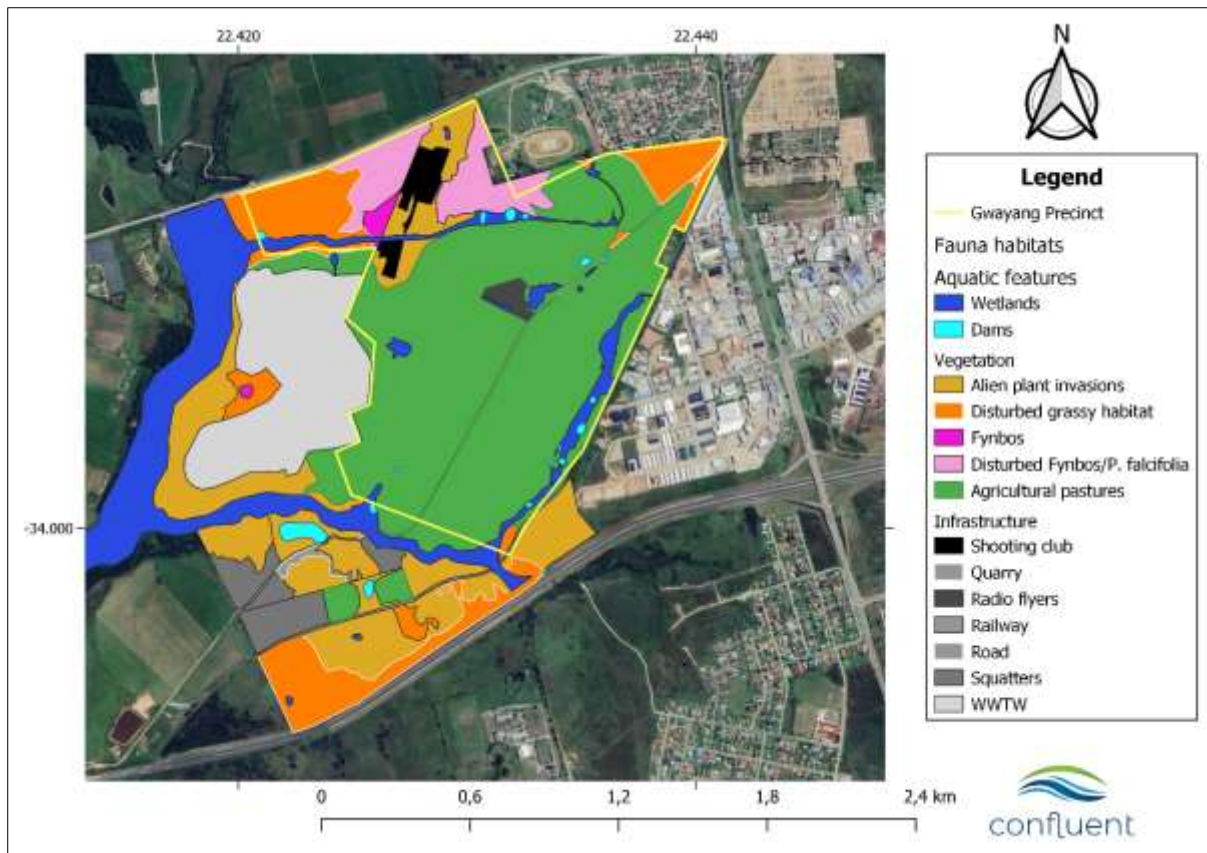 22.420
22.440
N
-34.000
Legend
Gwayang Precinct
Fauna habitats
Aquatic features
Wetlands
Dams
Vegetation
Alien plant invasions
Disturbed grassy habitat
Fynbos
Disturbed Fynbos/P. falcifolia
Agricultural pastures
Infrastructure
Shooting club
Quarry
Radio flyers
Railway
Road
Squatters
WWTW
0 0,6 1,2 1,8 2,4 km
confluent